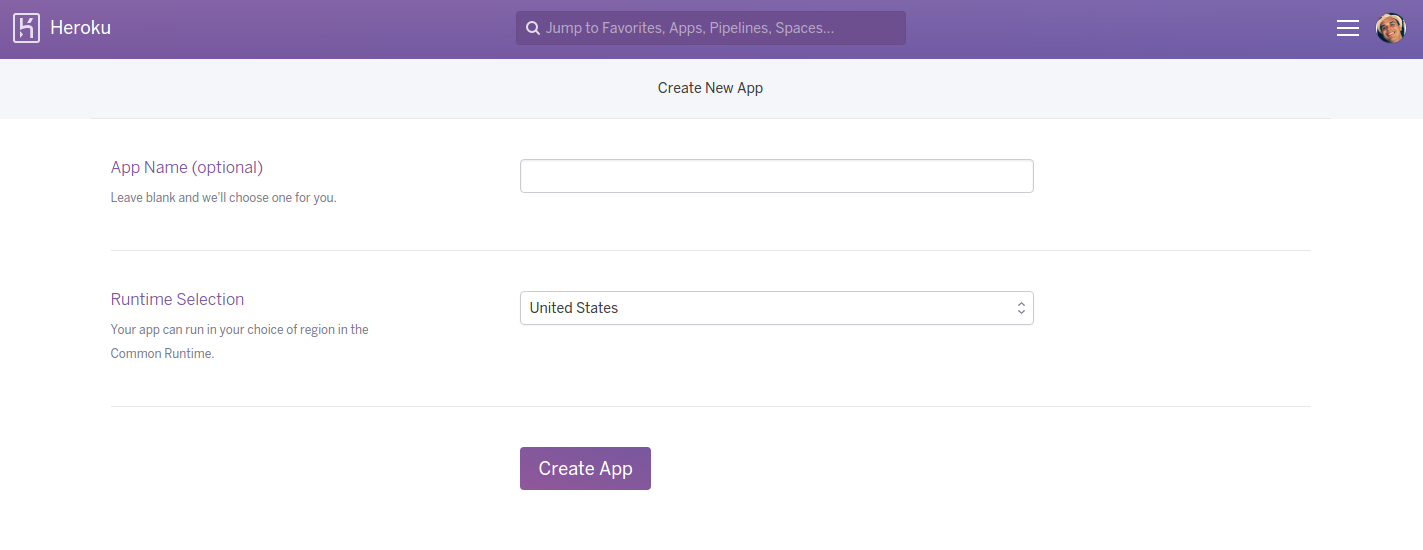 Heroku
Jump to Favorites, Apps, Pipelines, Spaces...
Create New App
App Name (optional)
Leave blank and we'll choose one for you.
Runtime Selection
United States
Your app can run in your choice of region in the
Common Runtime.
Create App